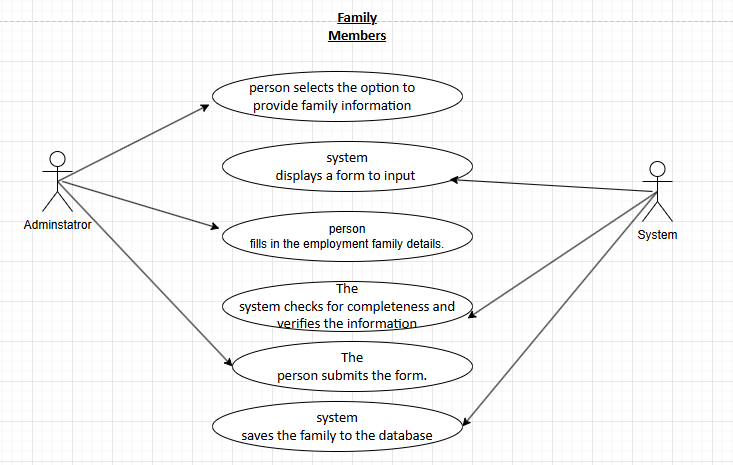 Family
Members
person selects the option to
provide family information
system
displays a form to input
Adminstatror
person
fills in the employment family details.
System
The
system checks for completeness and
verifies the information
The
person submits the form.
system
saves the family to the database